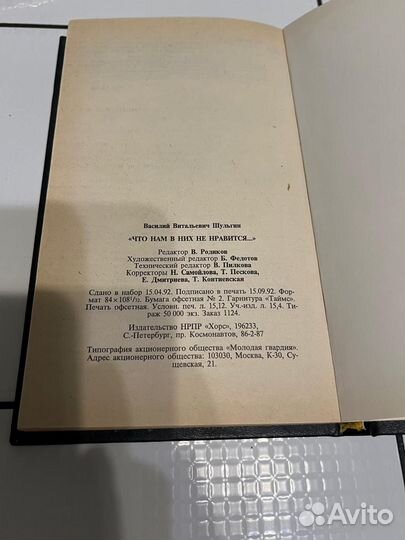 Василий Витальевич Шульгин
«ЧТО НАМ В НИХ НЕ НРАВИТСЯ...»
Редактор В. Родиков
Художественный редактор Б. Федотов
Технический редактор В. Пилкова
Корректоры Н. Самойлова, Т. Пескова,
Е. Дмитриева, Т. Контиевская
Сдано в набор 15.04.92. Подписано в печать 15.09.92. Фор-
мат 84×108¹/₃₂. Бумага офсетная № 2. Гарнитура «Таймс».
Печать офсетная. Условн. печ. л. 15,12. Уч.-изд. л. 15,4. Ти-
раж 50 000 экз. Заказ 1124.
Издательство НРПР «Хорс», 196233,
С.-Петербург, пр. Космонавтов, 86-2-87
Типография акционерного общества «Молодая гвардия».
Адрес акционерного общества: 103030, Москва, К-30, Су-
щевская, 21.
Avito